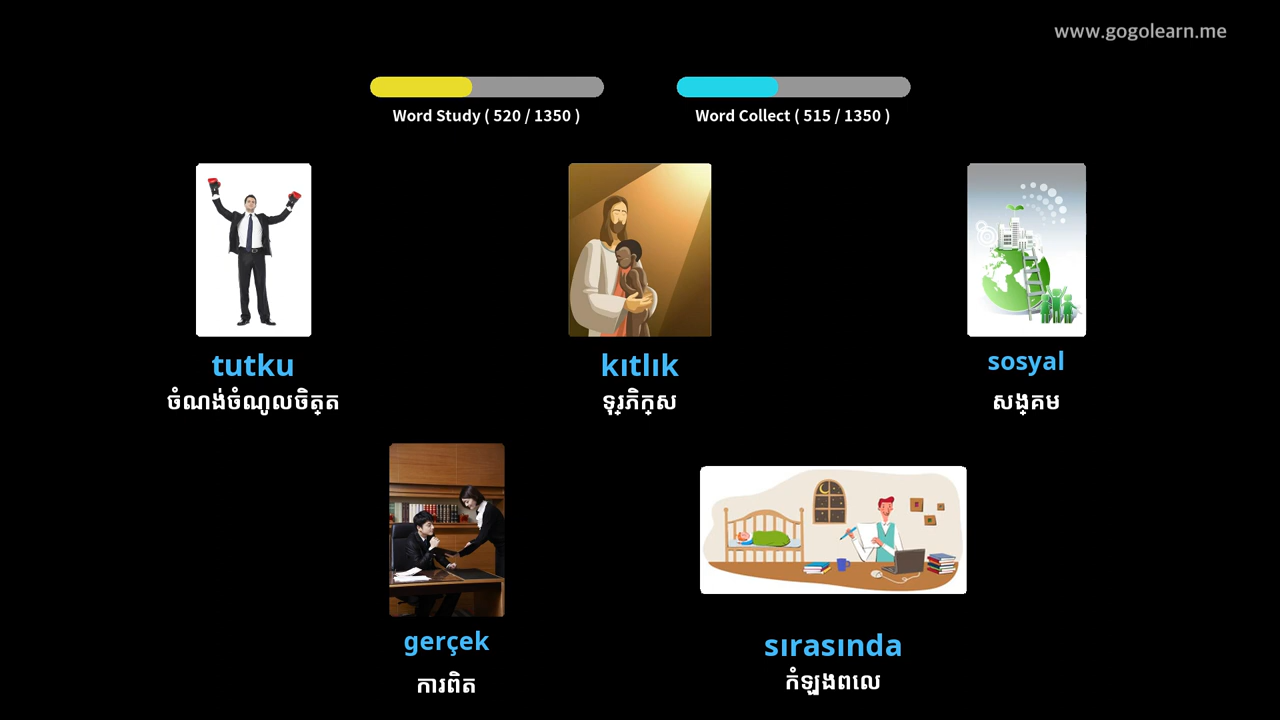 www.gogolearn.me
Word Study ( 520 / 1350 )
Word Collect ( 515 / 1350 )
tutku
ចំណង់ចំណូលចិត្ត
kıtlık
ទុរ្ភិក្ស
sosyal
សង្គម
gerçek
ការពិត
sırasında
កំឡុងពេល